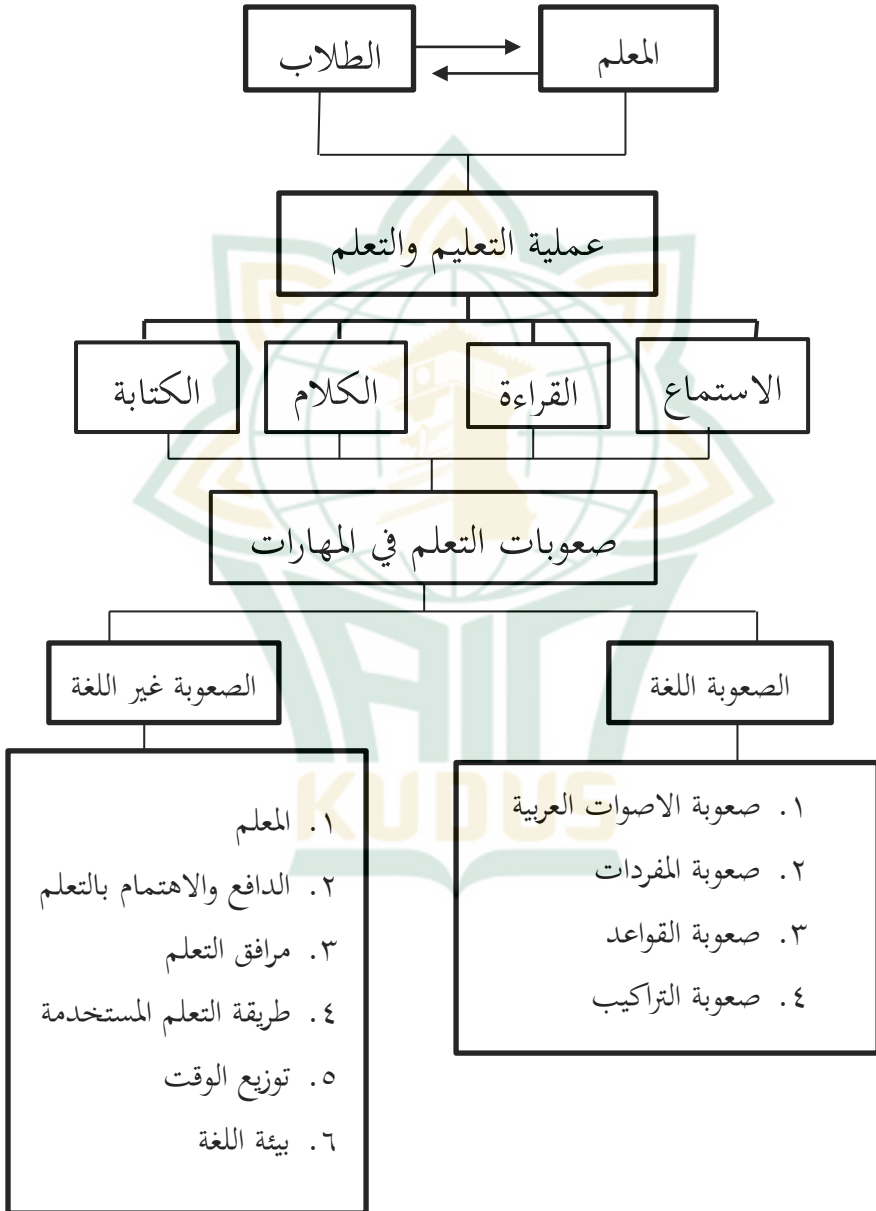 المعلم
الطلاب
عملية التعليم والتعلم
الاستماع
القراءة
الكلام
الكتابة
صعوبات التعلم في المهارات
الصعوبة اللغة
١. صعوبة الاصوات العربية
٢. صعوبة المفردات
٣. صعوبة القواعد
٤. صعوبة التراكيب
الصعوبة غير اللغة
١. المعلم
٢. الدافع والاهتمام بالتعلم
٣. مرافق التعلم
٤. طريقة التعلم المستخدمة
٥. توزيع الوقت
٦. بيئة اللغة
IAIN
KUDUS